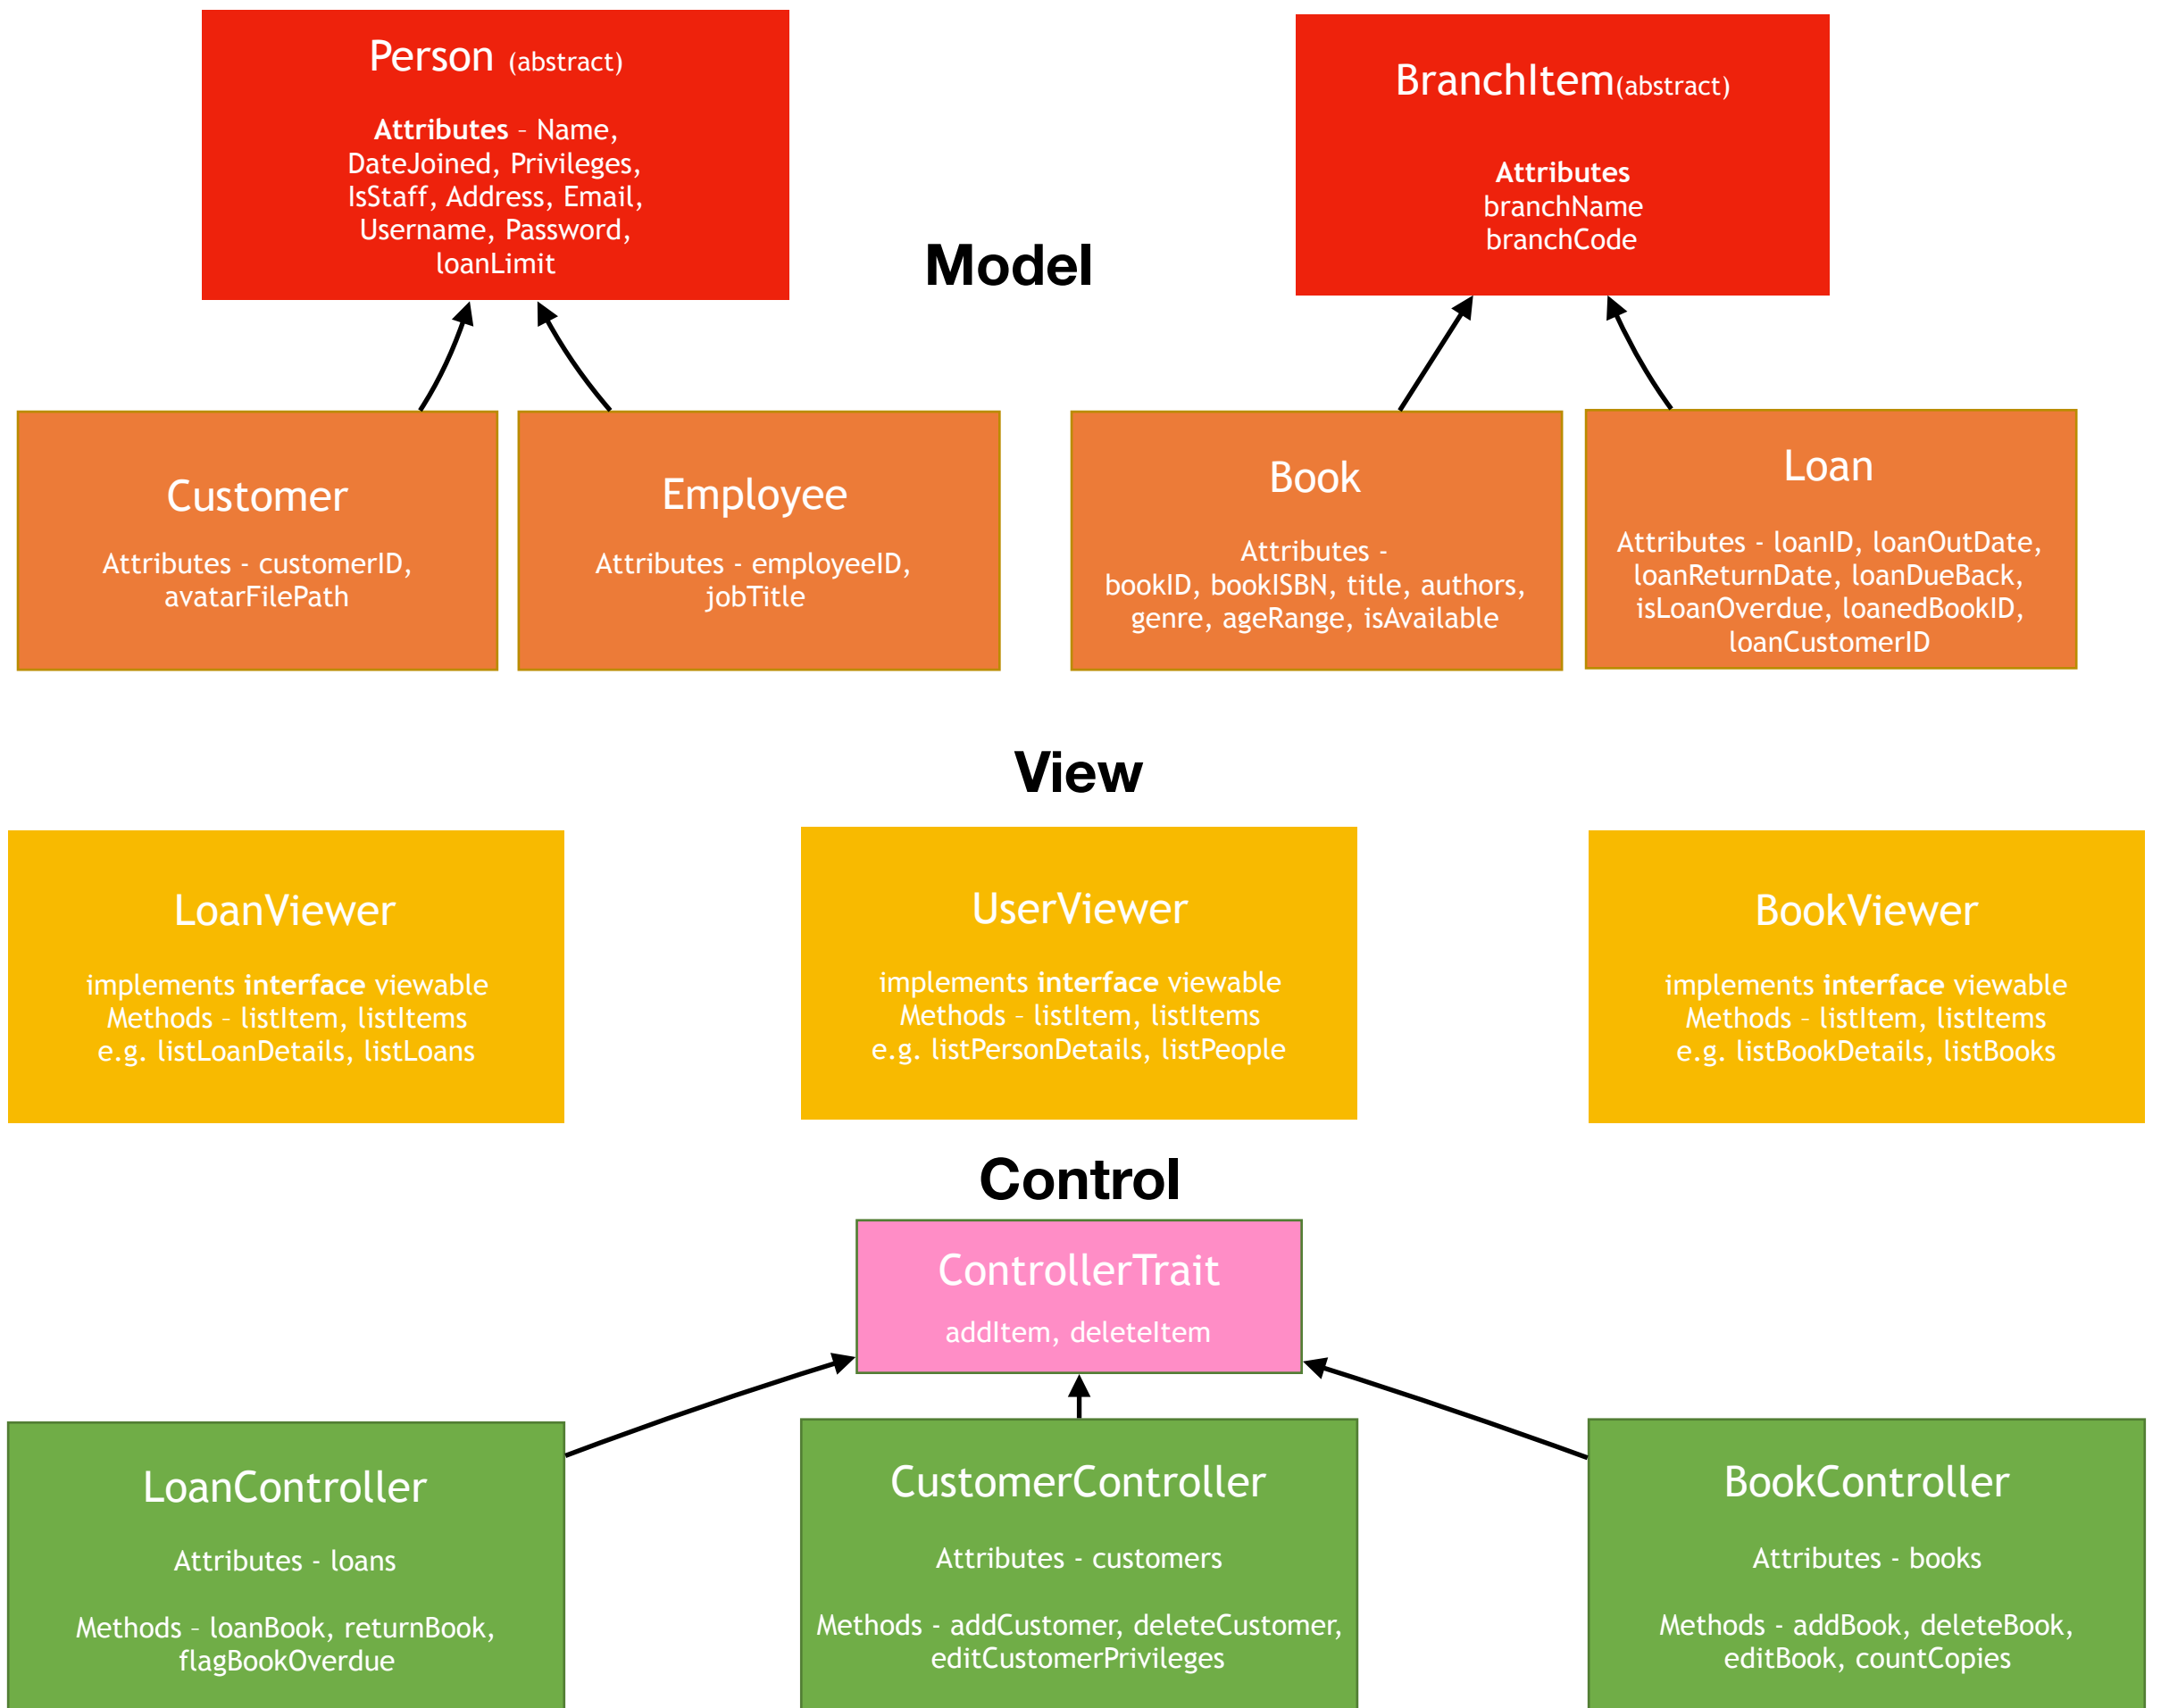 Person (abstract)
Attributes – Name,
DateJoined, Privileges,
IsStaff, Address, Email,
Username, Password,
loanLimit
BranchItem(abstract)
Attributes
branchName
branchCode
Model
Customer
Attributes - customerID,
avatarFilePath
Employee
Attributes - employeeID,
jobTitle
Book
Attributes -
bookID, bookISBN, title, authors,
genre, ageRange, isAvailable
Loan
Attributes - loanID, loanOutDate,
loanReturnDate, loanDueBack,
isLoanOverdue, loanedBookID,
loanCustomerID
View
LoanViewer
implements interface viewable
Methods – listItem, listItems
e.g. listLoanDetails, listLoans
UserViewer
implements interface viewable
Methods – listItem, listItems
e.g. listPersonDetails, listPeople
BookViewer
implements interface viewable
Methods – listItem, listItems
e.g. listBookDetails, listBooks
Control
ControllerTrait
addItem, deleteItem
LoanController
Attributes - loans
Methods – loanBook, returnBook,
flagBookOverdue
CustomerController
Attributes - customers
Methods - addCustomer, deleteCustomer,
editCustomerPrivileges
BookController
Attributes - books
Methods - addBook, deleteBook,
editBook, countCopies